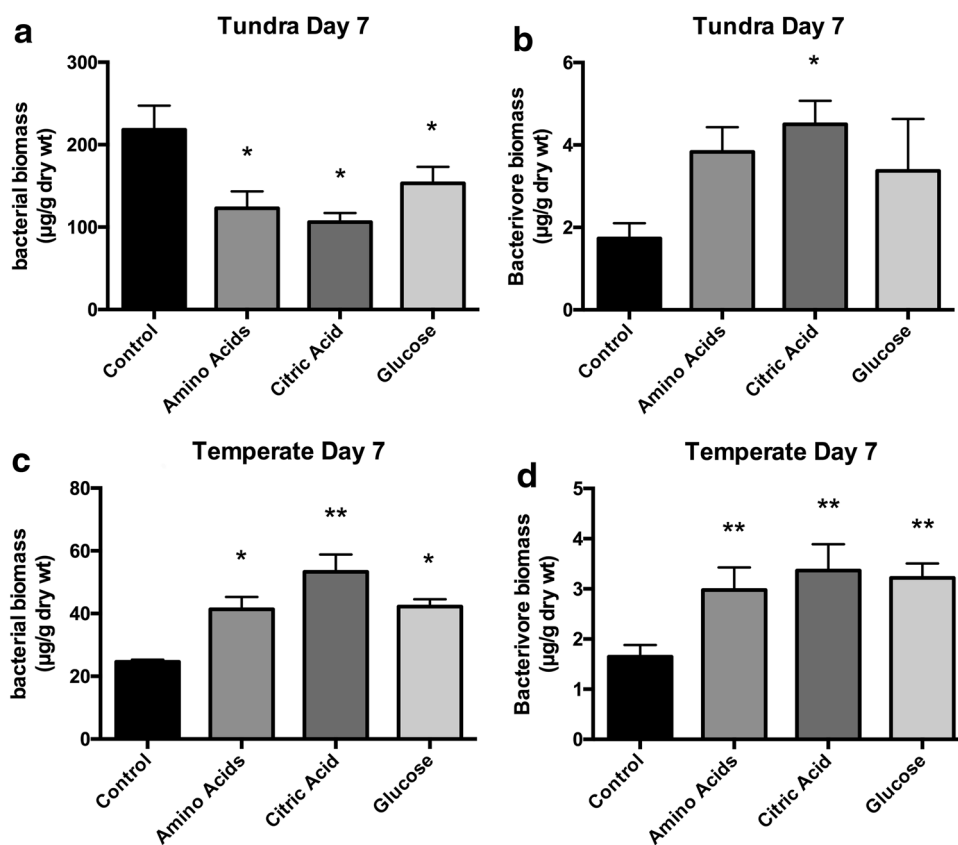 a
Tundra Day 7
bacterial biomass
(µg/g dry wt)
300
200
100
0
*
*
*
Control
Amino Acids
Citric Acid
Glucose
b
Tundra Day 7
Bacterivore biomass
(µg/g dry wt)
6
4
2
0
*
Control
Amino Acids
Citric Acid
Glucose
c
Temperate Day 7
bacterial biomass
(µg/g dry wt)
80
60
40
20
0
*
**
*
Control
Amino Acids
Citric Acid
Glucose
d
Temperate Day 7
Bacterivore biomass
(µg/g dry wt)
5
4
3
2
1
0
**
**
**
Control
Amino Acids
Citric Acid
Glucose